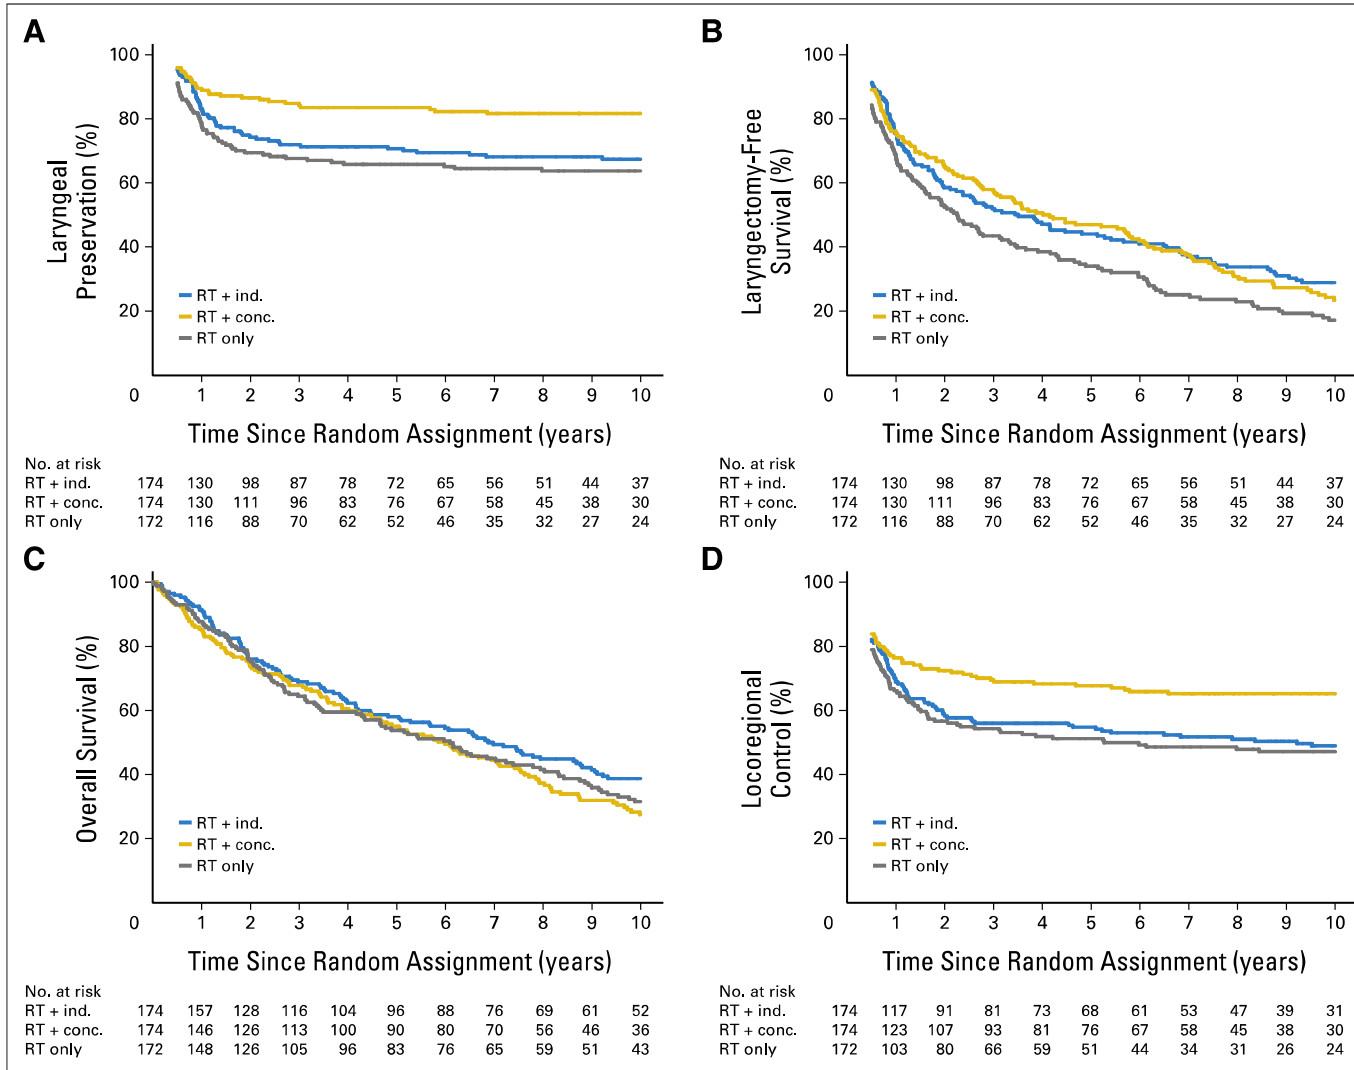 A
Laryngeal
Preservation (%)
100
80
60
40
20
0
RT + ind.
RT + conc.
RT only
1 2 3 4 5 6 7 8 9 10
Time Since Random Assignment (years)
No. at risk
RT + ind. 174 130 98 87 78 72 65 56 51 44 37
RT + conc. 174 130 111 96 83 76 67 58 45 38 30
RT only 172 116 88 70 62 52 46 35 32 27 24
B
Laryngectomy-Free
Survival (%)
100
80
60
40
20
0
RT + ind.
RT + conc.
RT only
1 2 3 4 5 6 7 8 9 10
Time Since Random Assignment (years)
No. at risk
RT + ind. 174 130 98 87 78 72 65 56 51 44 37
RT + conc. 174 130 111 96 83 76 67 58 45 38 30
RT only 172 116 88 70 62 52 46 35 32 27 24
C
Overall Survival (%)
100
80
60
40
20
0
RT + ind.
RT + conc.
RT only
1 2 3 4 5 6 7 8 9 10
Time Since Random Assignment (years)
No. at risk
RT + ind. 174 157 128 116 104 96 88 76 69 61 52
RT + conc. 174 146 126 113 100 90 80 70 56 46 36
RT only 172 148 126 105 96 83 76 65 59 51 43
D
Locoregional
Control (%)
100
80
60
40
20
0
RT + ind.
RT + conc.
RT only
1 2 3 4 5 6 7 8 9 10
Time Since Random Assignment (years)
No. at risk
RT + ind. 174 117 91 81 73 68 61 53 47 39 31
RT + conc. 174 123 107 93 81 76 67 58 45 38 30
RT only 172 103 80 66 59 51 44 34 31 26 24